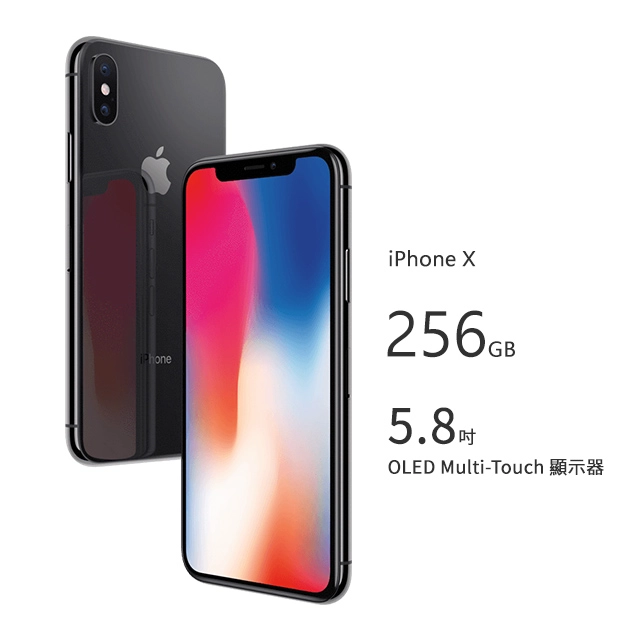 iPhone
iPhone X
256GB
5.8吋
OLED Multi-Touch 顯示器